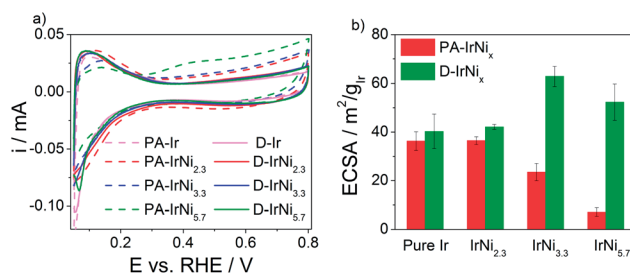 a)
0.05
0.00
-0.05
-0.10
i / mA
PA-Ir
PA-IrNi2.3
PA-IrNi3.3
PA-IrNi5.7
D-Ir
D-IrNi2.3
D-IrNi3.3
D-IrNi5.7
0.2 0.4 0.6 0.8
E vs. RHE / V
b)
80
60
40
20
0
ECSA / m²/gIr
PA-IrNix
D-IrNix
Pure Ir IrNi2.3 IrNi3.3 IrNi5.7